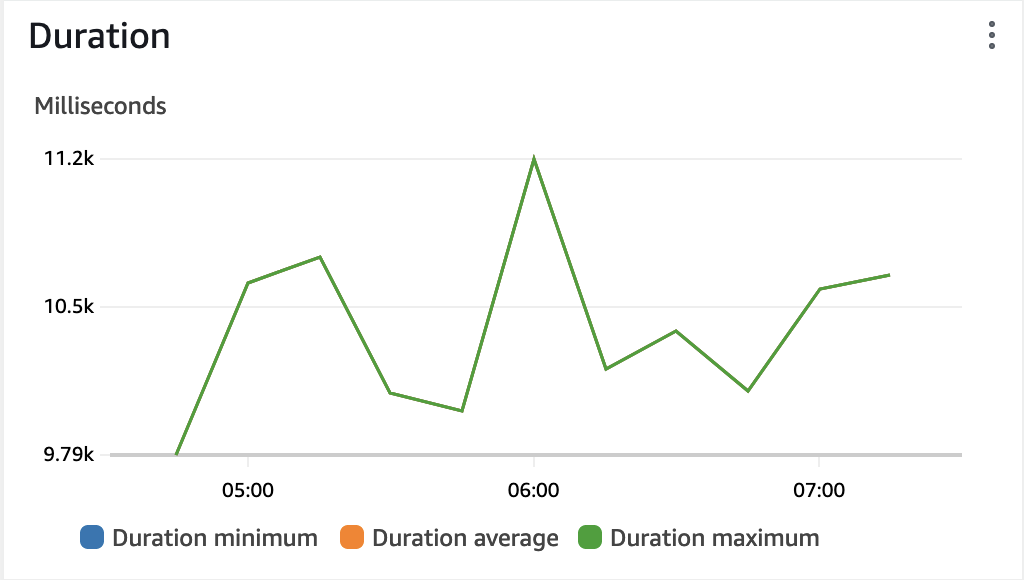 Duration
Milliseconds
11.2k
10.5k
9.79k
05:00 06:00 07:00
Duration minimum Duration average Duration maximum